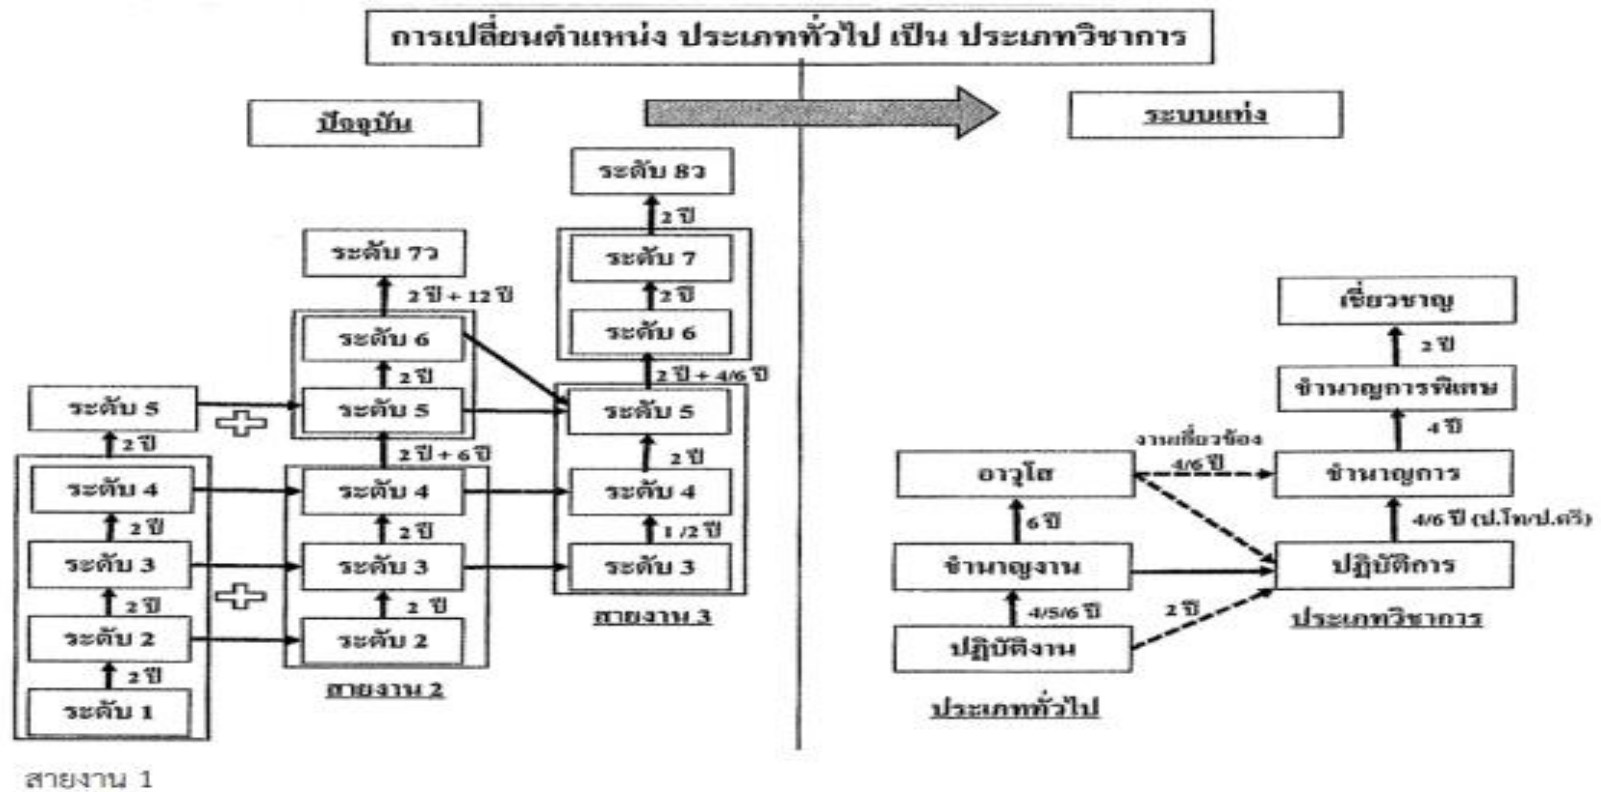 การเปลี่ยนตำแหน่ง ประเภททั่วไป เป็น ประเภทวิชาการ
ปัจจุบัน
ระบบแท่ง
ระดับ 5
2 ปี
ระดับ 4
2 ปี
ระดับ 3
2 ปี
ระดับ 2
2 ปี
ระดับ 1
สายงาน 1
ระดับ 7ว
2 ปี + 12 ปี
ระดับ 6
2 ปี
ระดับ 5
2 ปี + 6 ปี
ระดับ 4
2 ปี
ระดับ 3
2 ปี
ระดับ 2
สายงาน 2
ระดับ 8ว
2 ปี
ระดับ 7
2 ปี
ระดับ 6
2 ปี + 4/6 ปี
ระดับ 5
2 ปี
ระดับ 4
1/2 ปี
ระดับ 3
สายงาน 3
อาวุโส
6 ปี
ชำนาญงาน
4/5/6 ปี
ปฏิบัติงาน
ประเภททั่วไป
งานเกี่ยวข้อง
4/6 ปี
2 ปี
เชี่ยวชาญ
2 ปี
ชำนาญการพิเศษ
4 ปี
ชำนาญการ
4/6 ปี (ป.โท/ป.ตรี)
ปฏิบัติการ
ประเภทวิชาการ